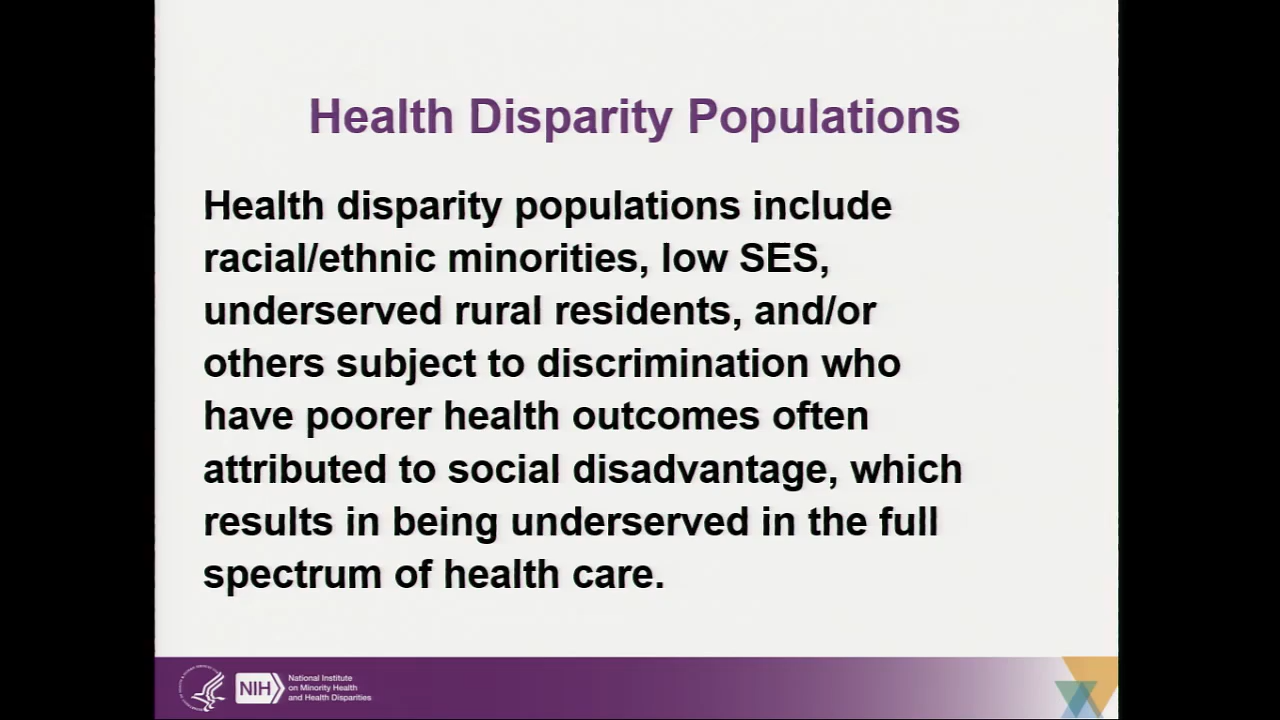 Health Disparity Populations
Health disparity populations include
racial/ethnic minorities, low SES,
underserved rural residents, and/or
others subject to discrimination who
have poorer health outcomes often
attributed to social disadvantage, which
results in being underserved in the full
spectrum of health care.
NIH
National Institute
on Minority Health
and Health Disparities